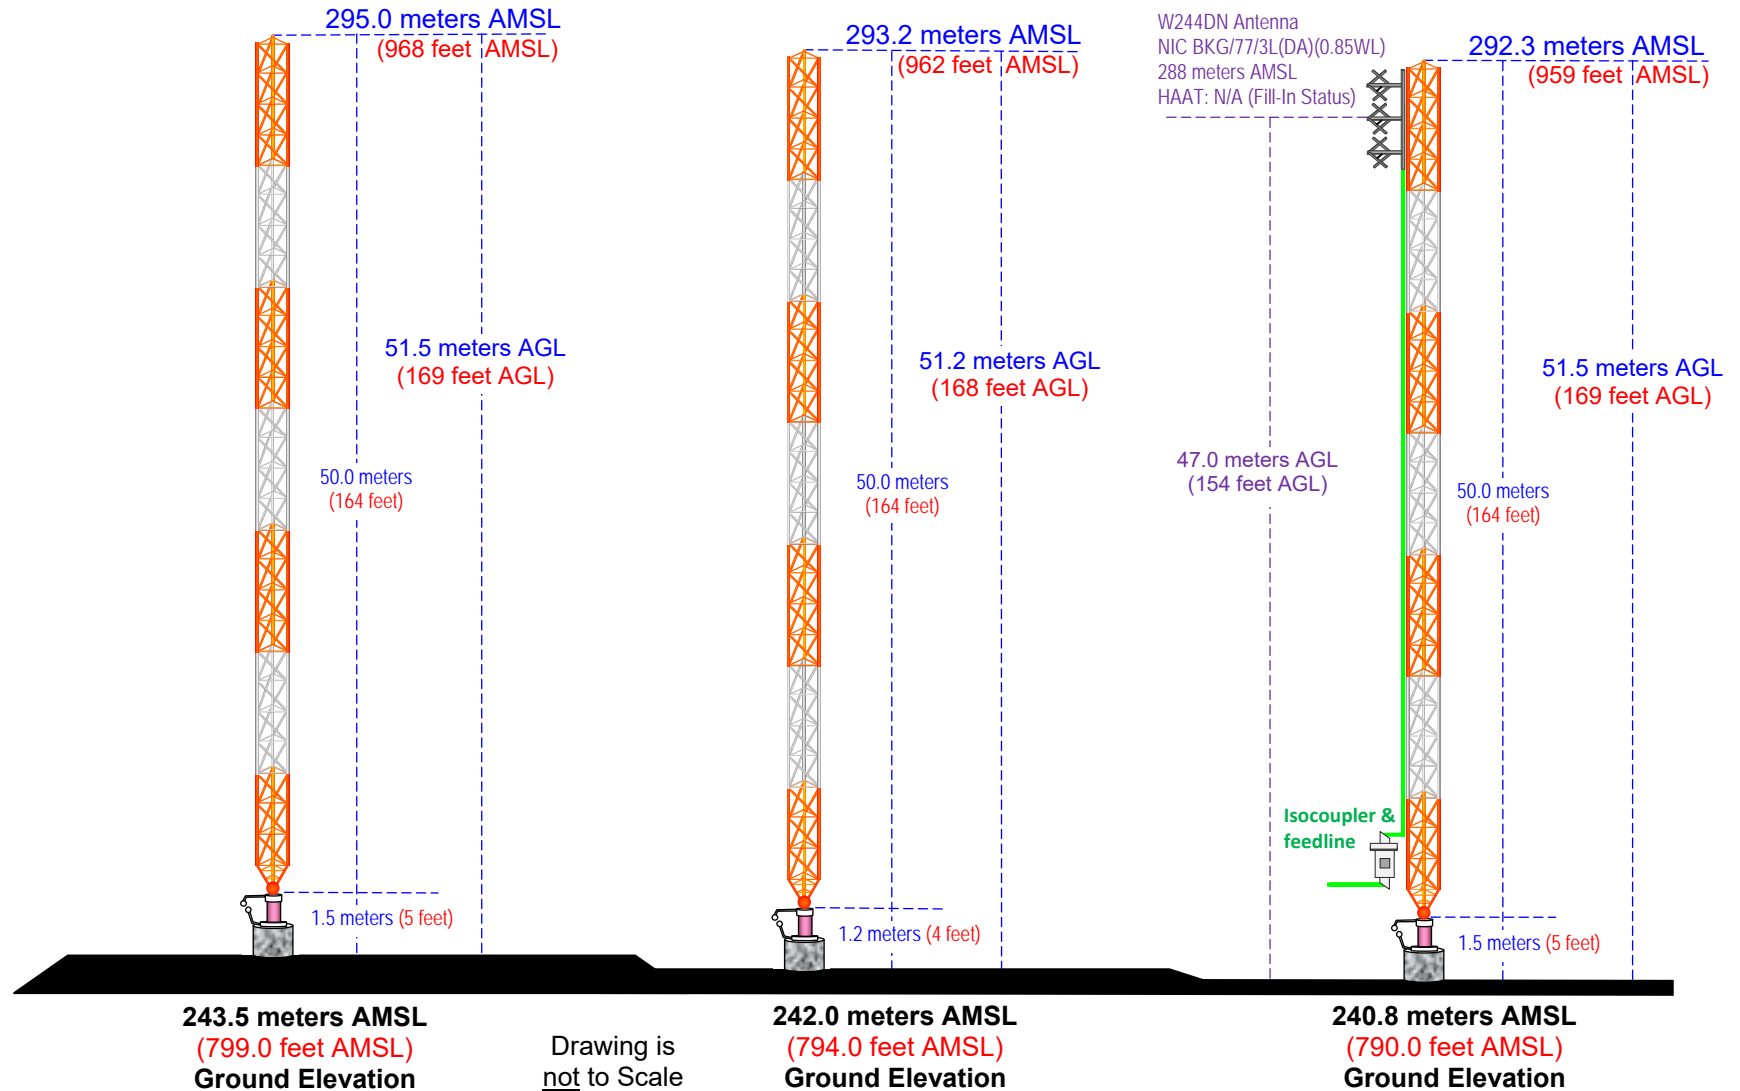 295.0 meters AMSL
(968 feet AMSL)
51.5 meters AGL
(169 feet AGL)
50.0 meters
(164 feet)
1.5 meters (5 feet)
243.5 meters AMSL
(799.0 feet AMSL)
Ground Elevation
Drawing is
not to Scale
293.2 meters AMSL
(962 feet AMSL)
51.2 meters AGL
(168 feet AGL)
50.0 meters
(164 feet)
1.2 meters (4 feet)
242.0 meters AMSL
(794.0 feet AMSL)
Ground Elevation
W244DN Antenna
NIC BKG/77/3L(DA)(0.85WL)
288 meters AMSL
HAAT: N/A (Fill-In Status)
47.0 meters AGL
(154 feet AGL)
Isocoupler &
feedline
292.3 meters AMSL
(959 feet AMSL)
51.5 meters AGL
(169 feet AGL)
50.0 meters
(164 feet)
1.5 meters (5 feet)
240.8 meters AMSL
(790.0 feet AMSL)
Ground Elevation